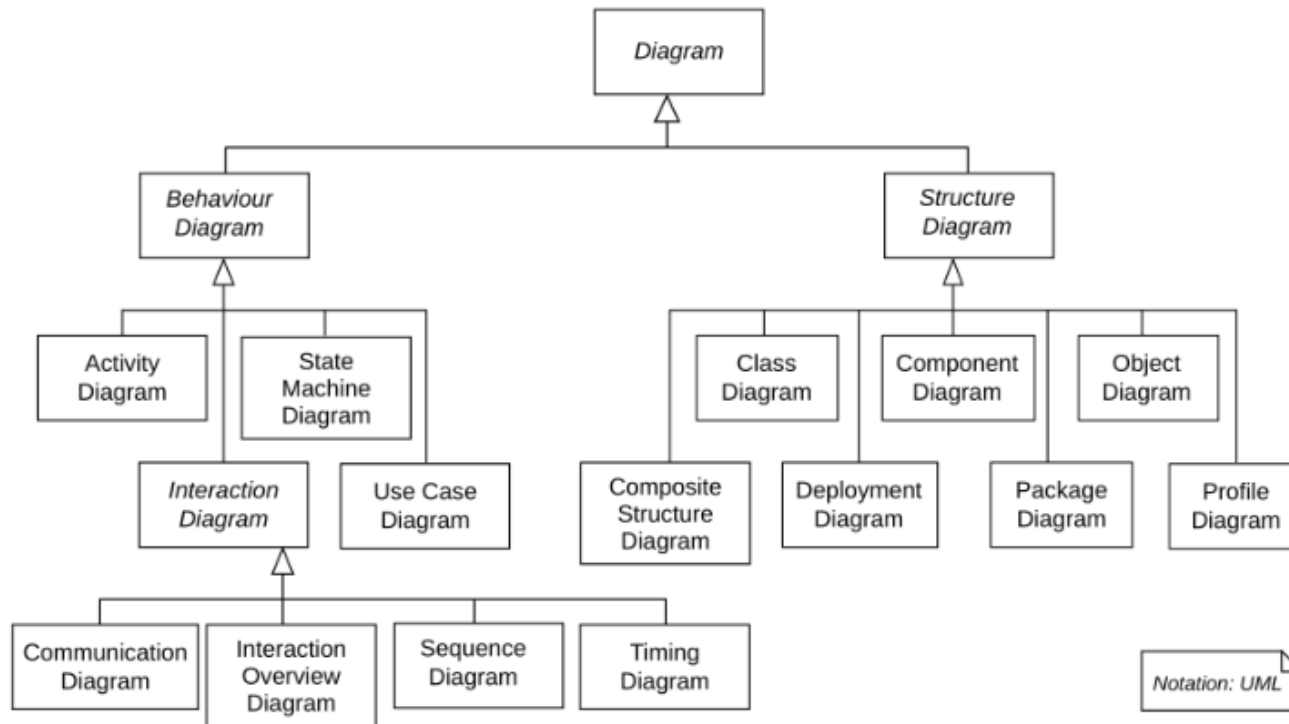 Diagram
Behaviour
Diagram
Structure
Diagram
Activity
Diagram
State
Machine
Diagram
Class
Diagram
Component
Diagram
Object
Diagram
Interaction
Diagram
Use Case
Diagram
Composite
Structure
Diagram
Deployment
Diagram
Package
Diagram
Profile
Diagram
Communication
Diagram
Interaction
Overview
Diagram
Sequence
Diagram
Timing
Diagram
Notation: UML